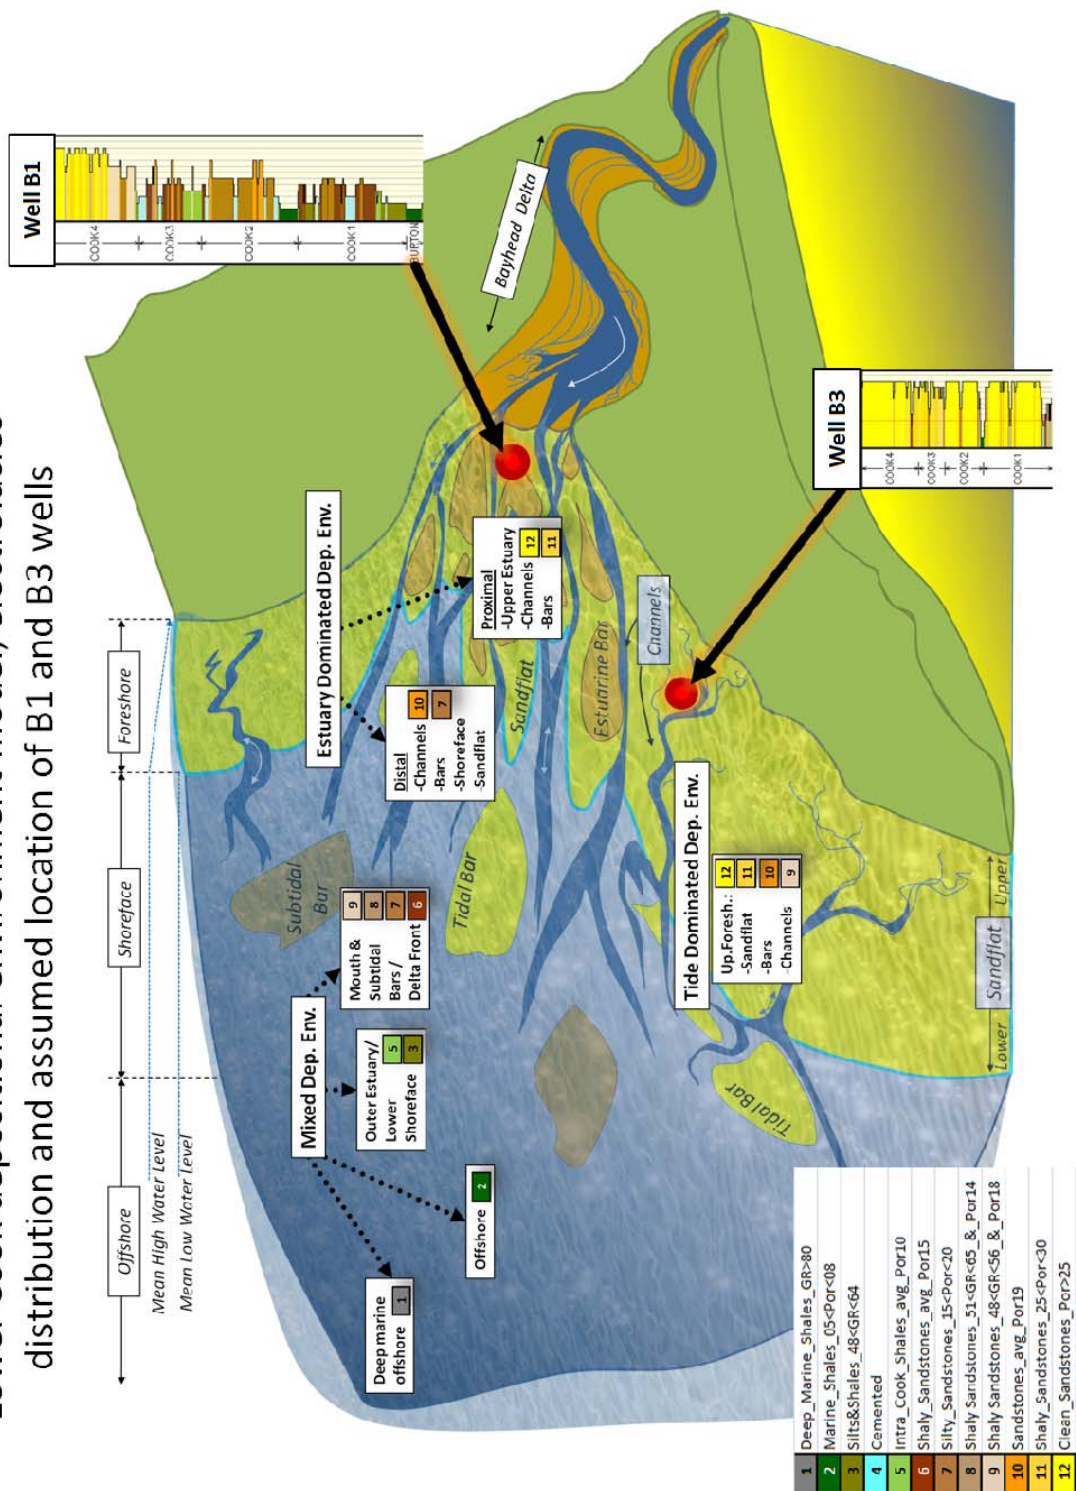 Lower Cook depositional environment model, Electrofacies
distribution and assumed location of B1 and B3 wells
Offshore
Shoreface
Foreshore
Mean High Water Level
Mean Low Water Level
Well B1
COOK4
COOK3
COOK2
COOK1
BURTON
Bayhead Delta
Estuary Dominated Dep. Env.
Proximal
-Upper Estuary
-Channels 12
-Bars 11
Distal
-Channels 10
-Bars 7
-Shoreface
-Sandflat
Subtidal
Bar
Tidal Bar
Sandflat
Estuarine Bar
Channels
Mixed Dep. Env.
Mouth & 9
Subtidal 8
Bars / 7
Delta Front 6
Outer Estuary/
Lower 5
Shoreface 3
Offshore 2
Deep marine
offshore 1
Well B3
COOK4
COOK3
COOK2
COOK1
Tide Dominated Dep. Env.
Up.Foresh.: 12
-Sandflat 11
-Bars 10
-Channels 9
Tidal Bar
Lower Sandflat Upper
1 Deep_Marine_Shales_GR>80
2 Marine_Shales_05<Por<08
3 Silts&Shales_48<GR<64
4 Cemented
5 Intra_Cook_Shales_avg_Por10
6 Shaly_Sandstones_avg_Por15
7 Silty_Sandstones_15<Por<20
8 Shaly Sandstones_51<GR<65_&_Por14
9 Shaly Sandstones_48<GR<56_&_Por18
10 Sandstones_avg_Por19
11 Shaly_Sandstones_25<Por<30
12 Clean_Sandstones_Por>25